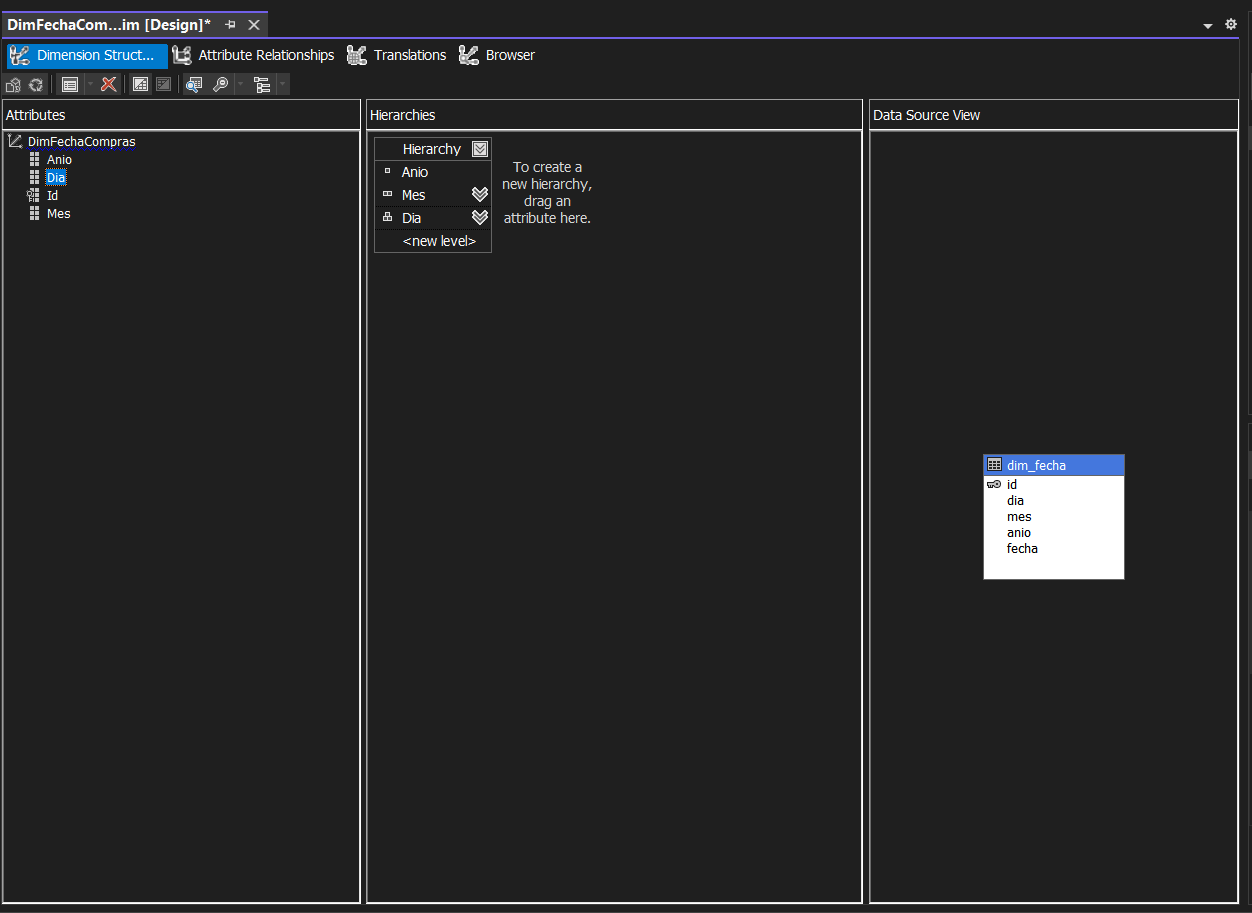 DimFechaCom...im [Design]*
Dimension Struct... Attribute Relationships Translations Browser
Attributes
DimFechaCompras
Anio
Dia
Id
Mes
Hierarchies
Hierarchy
Anio
Mes
Dia
<new level>
To create a
new hierarchy,
drag an
attribute here.
Data Source View
dim_fecha
id
dia
mes
anio
fecha